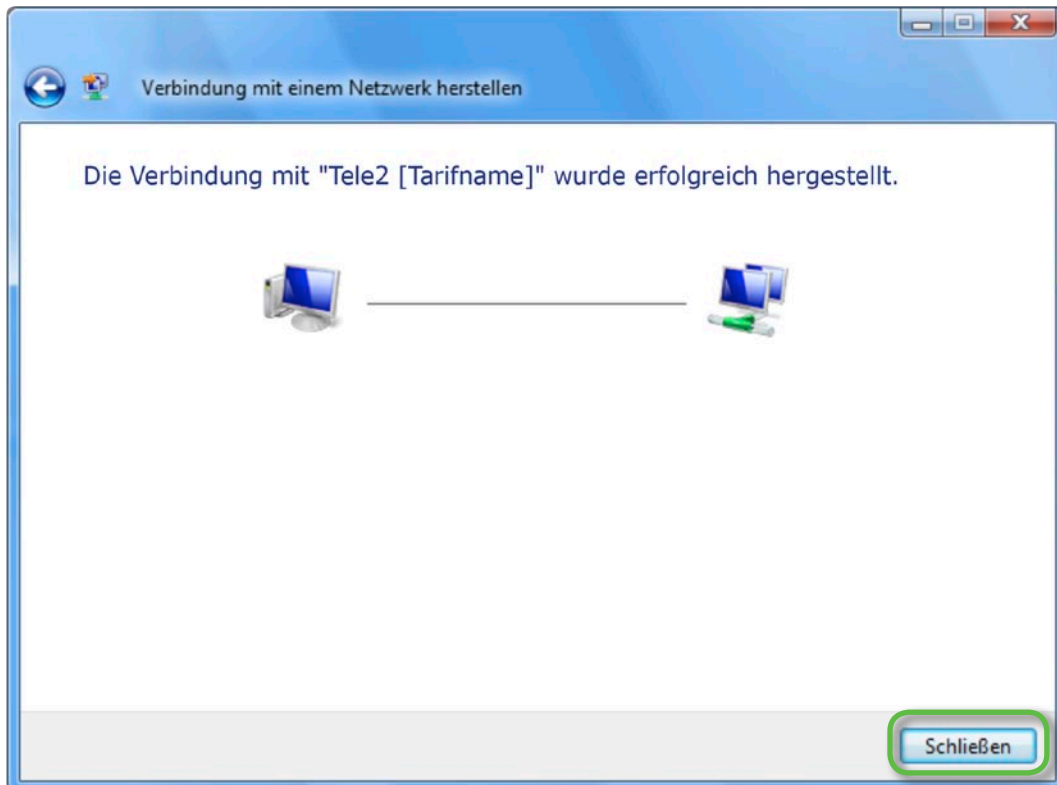 Verbindung mit einem Netzwerk herstellen
Die Verbindung mit "Tele2 [Tarifname]" wurde erfolgreich hergestellt.
Schließen